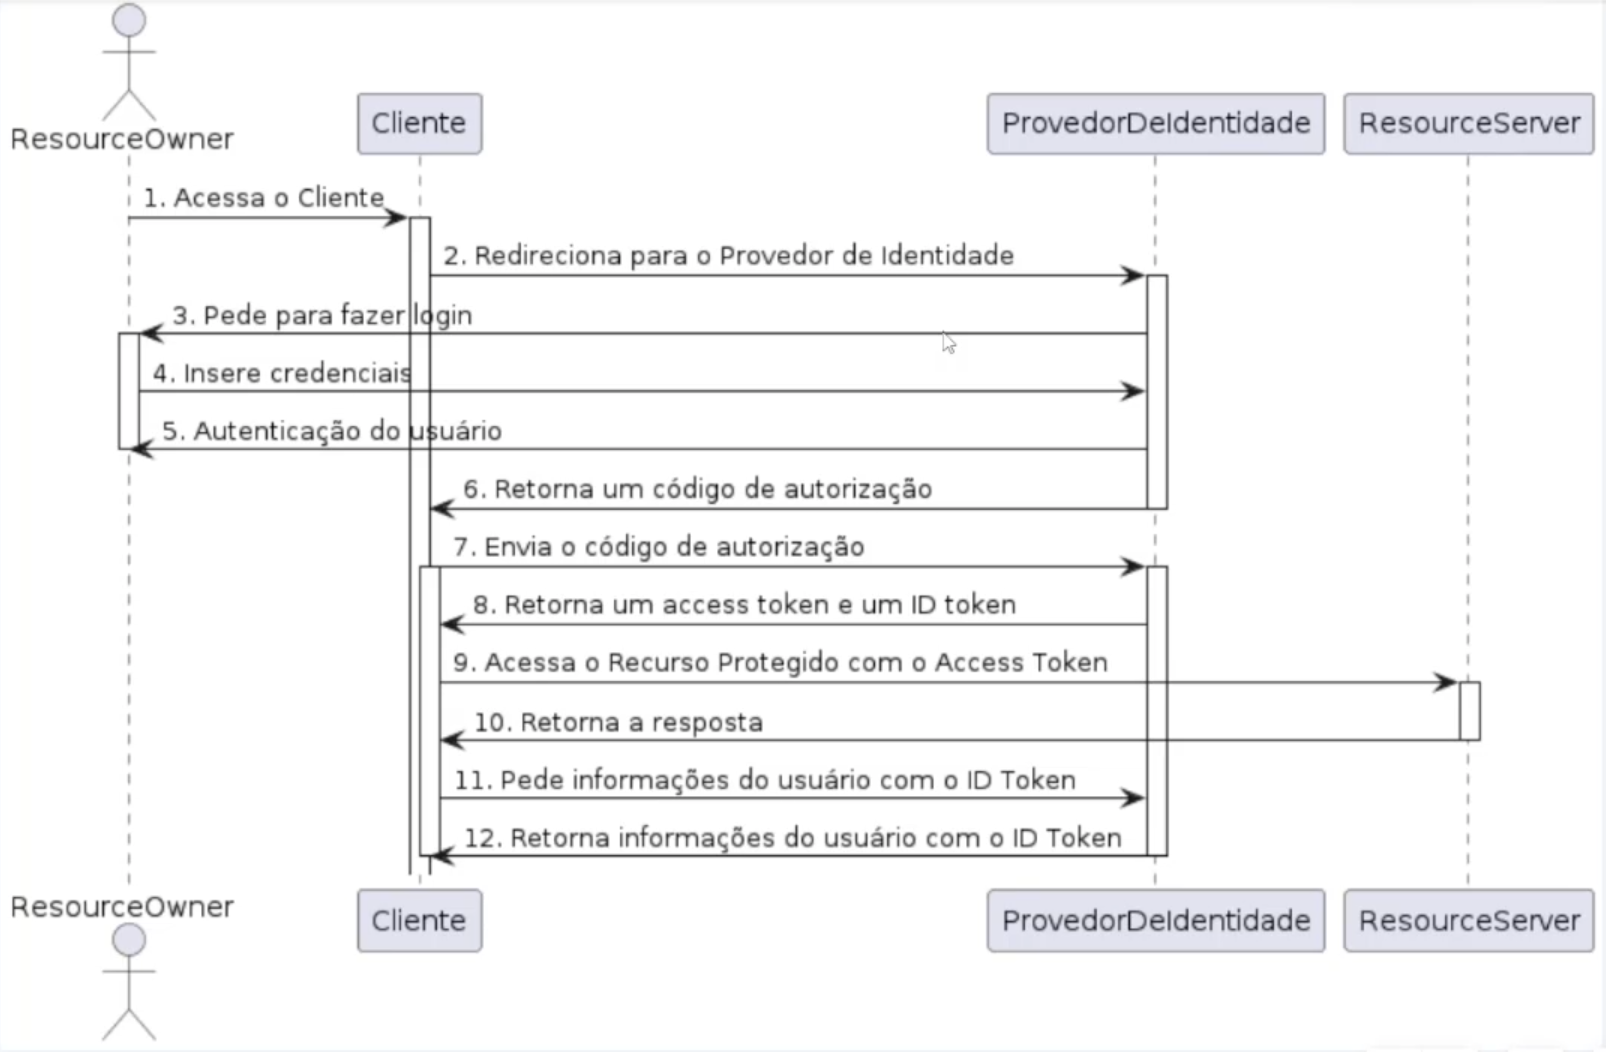 ResourceOwner
Cliente
ProvedorDeIdentidade
ResourceServer
1. Acessa o Cliente
2. Redireciona para o Provedor de Identidade
3. Pede para fazer login
4. Insere credenciais
5. Autenticação do usuário
6. Retorna um código de autorização
7. Envia o código de autorização
8. Retorna um access token e um ID token
9. Acessa o Recurso Protegido com o Access Token
10. Retorna a resposta
11. Pede informações do usuário com o ID Token
12. Retorna informações do usuário com o ID Token
ResourceOwner
Cliente
ProvedorDeIdentidade
ResourceServer